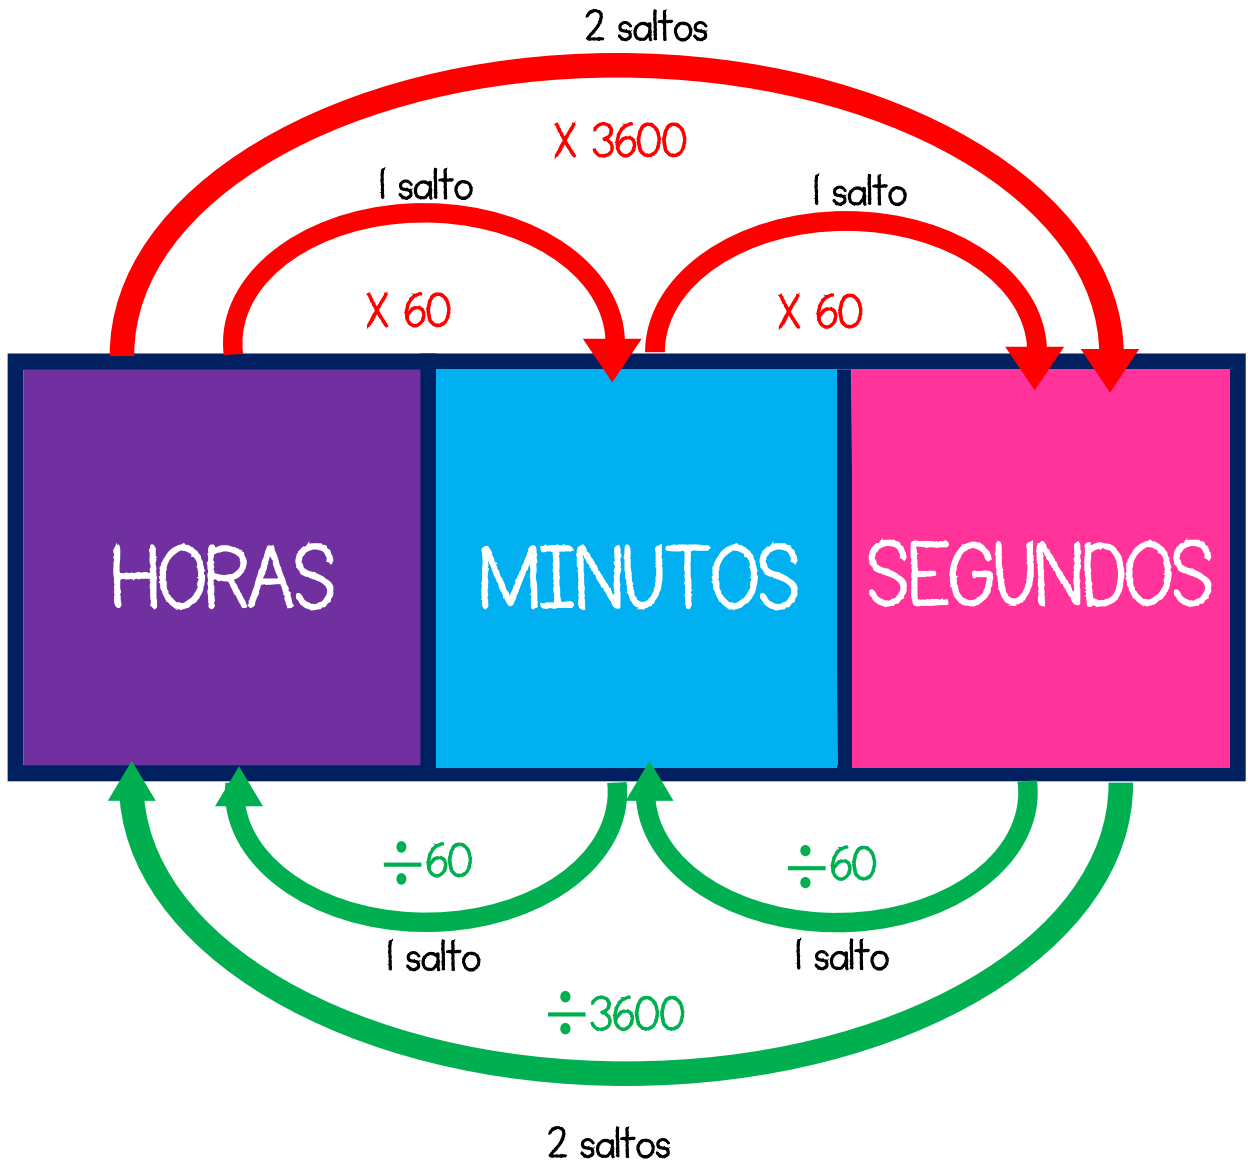 2 saltos
X 3600
1 salto
1 salto
X 60
X 60
HORAS
MINUTOS
SEGUNDOS
÷60
÷60
1 salto
1 salto
÷3600
2 saltos